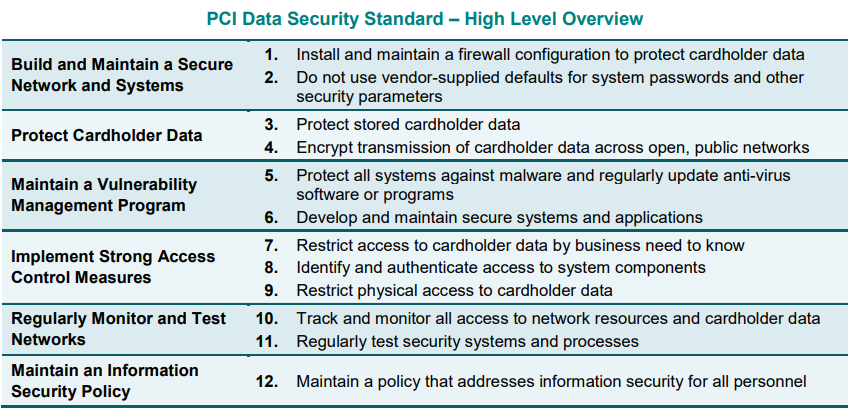 PCI Data Security Standard – High Level Overview
Build and Maintain a Secure
Network and Systems
1. Install and maintain a firewall configuration to protect cardholder data
2. Do not use vendor-supplied defaults for system passwords and other
security parameters
Protect Cardholder Data
3. Protect stored cardholder data
4. Encrypt transmission of cardholder data across open, public networks
Maintain a Vulnerability
Management Program
5. Protect all systems against malware and regularly update anti-virus
software or programs
6. Develop and maintain secure systems and applications
Implement Strong Access
Control Measures
7. Restrict access to cardholder data by business need to know
8. Identify and authenticate access to system components
9. Restrict physical access to cardholder data
Regularly Monitor and Test
Networks
10. Track and monitor all access to network resources and cardholder data
11. Regularly test security systems and processes
Maintain an Information
Security Policy
12. Maintain a policy that addresses information security for all personnel